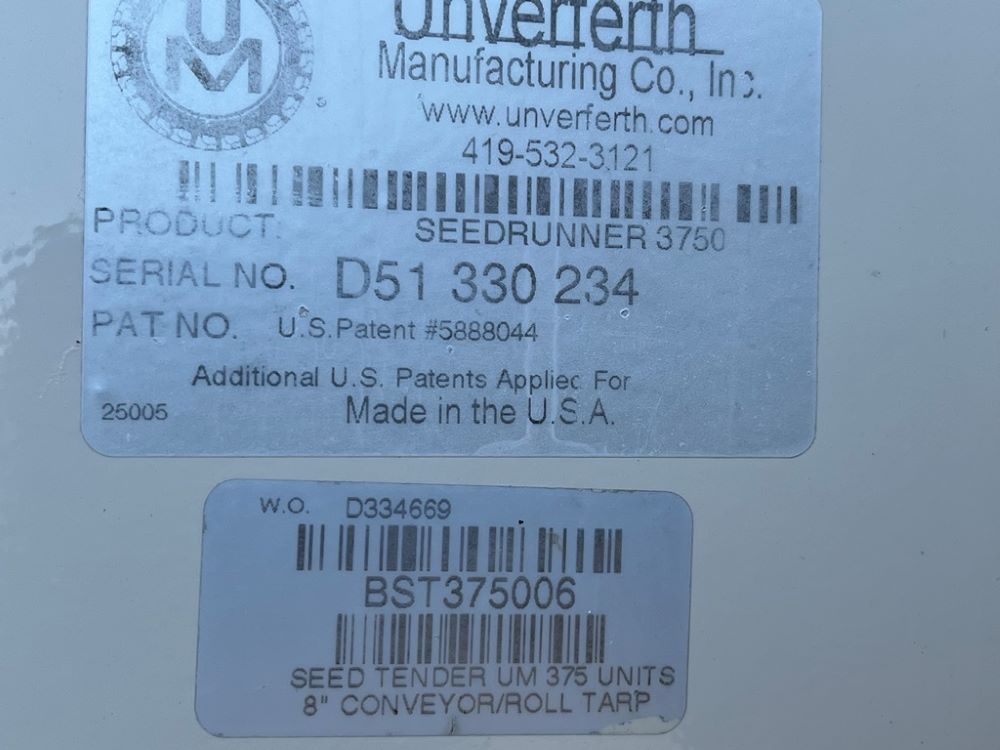 UM
Unverferth
Manufacturing Co., Inc.
www.unverferth.com
419-532-3121
PRODUCT: SEEDRUNNER 3750
SERIAL NO. D51 330 234
PAT NO. U.S.Patent #5888044
Additional U.S. Patents Applied For
25005 Made in the U.S.A.
W.O. D334669
BST375006
SEED TENDER UM 375 UNITS
8" CONVEYOR/ROLL TARP